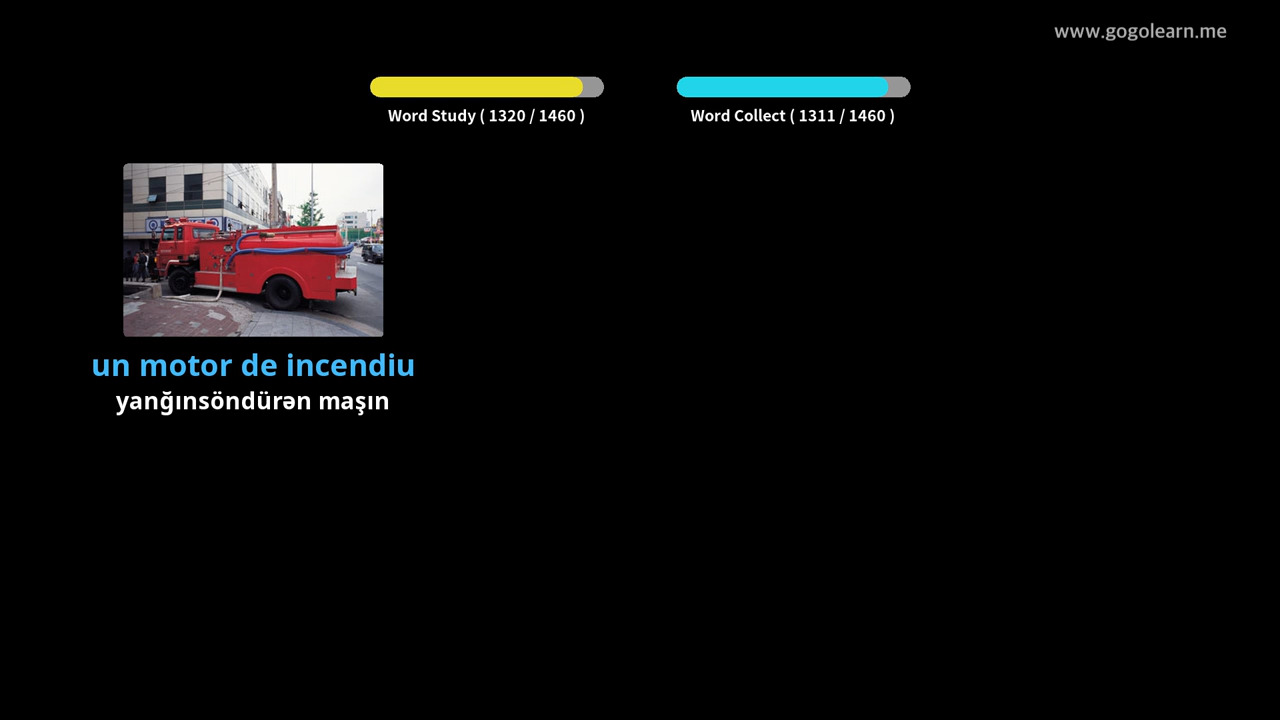 www.gogolearn.me
Word Study ( 1320 / 1460 )
Word Collect ( 1311 / 1460 )
un motor de incendiu
yanğınsöndürən maşın